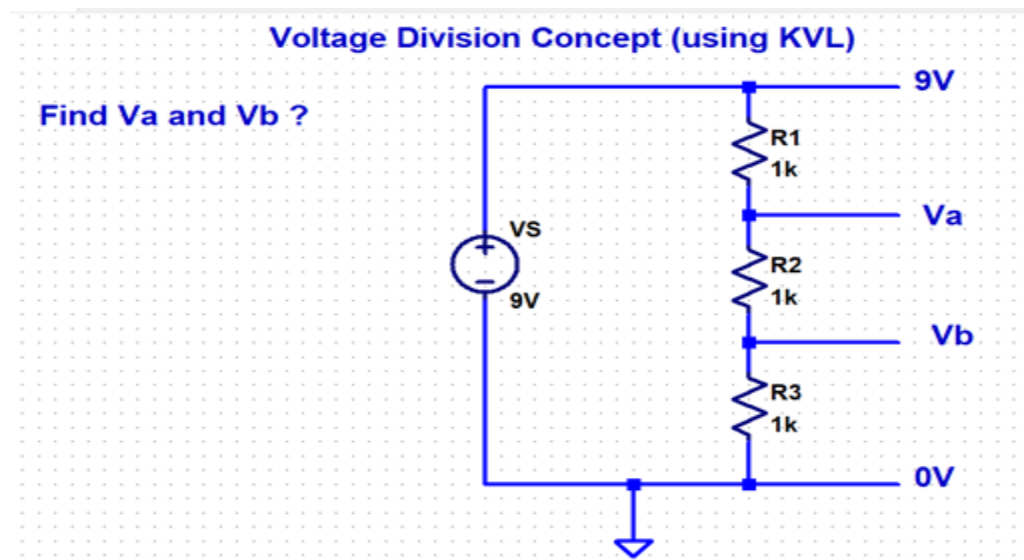 Voltage Division Concept (using KVL)
9V
Find Va and Vb ?
R1
1k
Va
VS
+
R2
−
1k
9V
Vb
R3
1k
0V